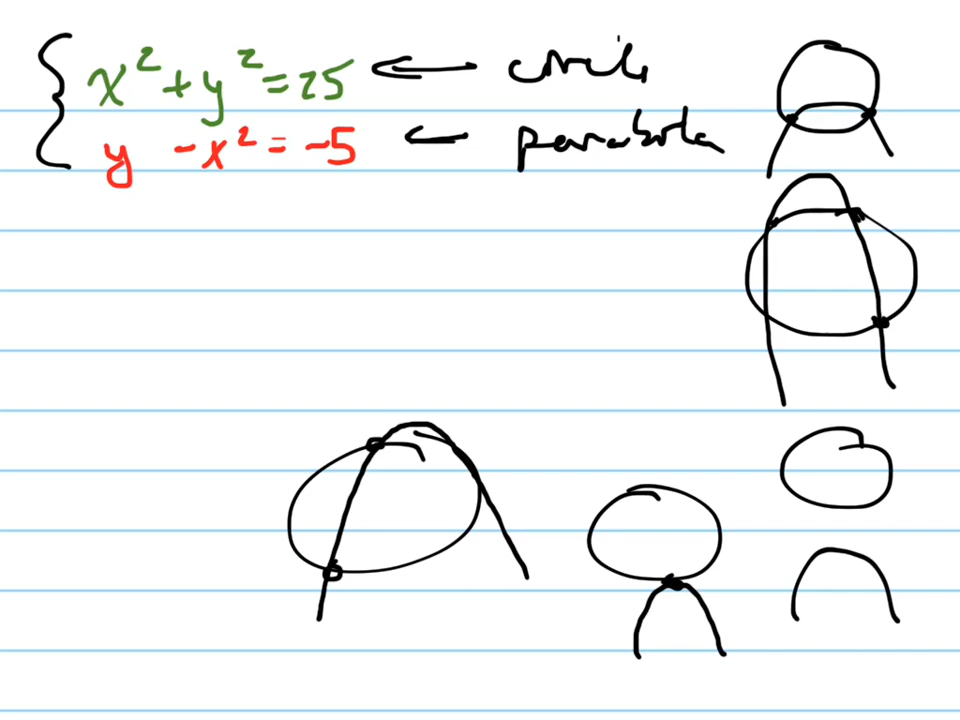 x² + y² = 25 ← circle
y - x² = -5 ← parabola